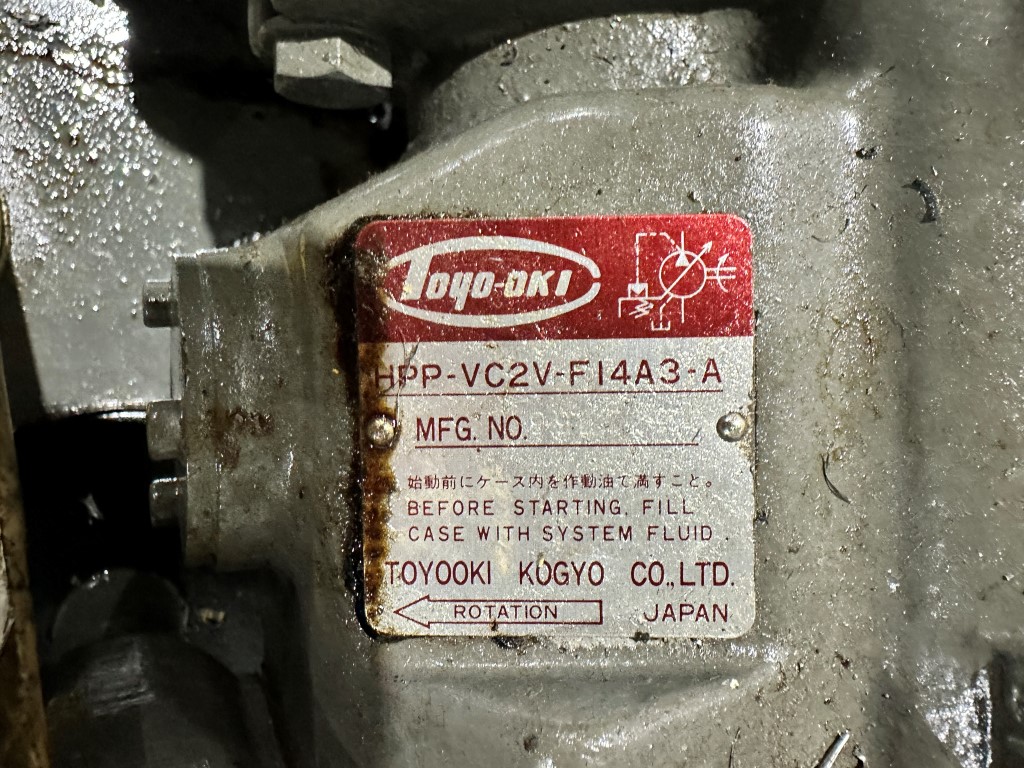 TOYO-OKI
HPP-VC2V-F14A3-A
MFG. NO.
始動前にケース内を作動油で満すこと。
BEFORE STARTING, FILL
CASE WITH SYSTEM FLUID.
TOYOOKI KOGYO CO.,LTD.
ROTATION JAPAN